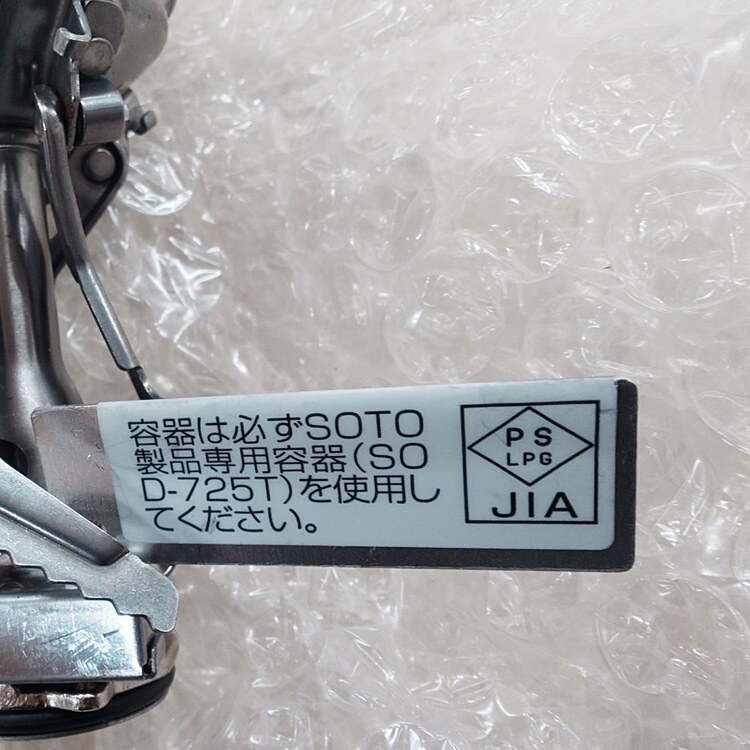 容器は必ずSOTO
製品専用容器(SO
D-725T)を使用し
てください。
PS
LPG
JIA